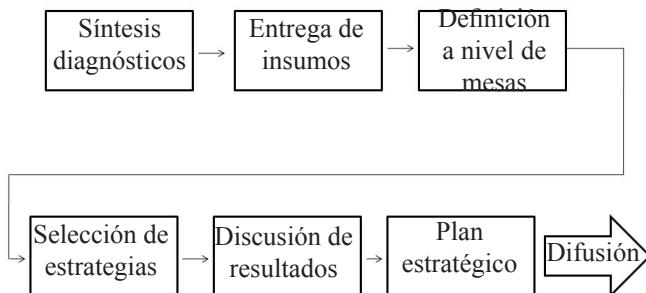 Síntesis
diagnósticos
Entrega de
insumos
Definición
a nivel de
mesas
Selección de
estrategias
Discusión de
resultados
Plan
estratégico
Difusión